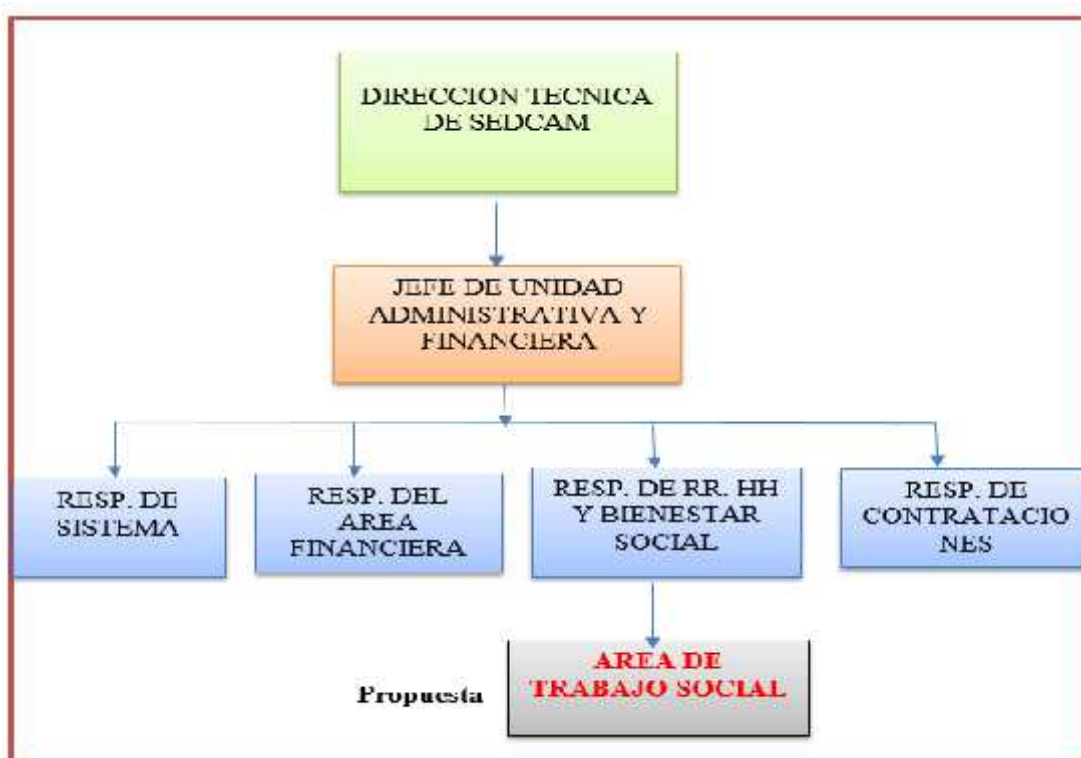 DIRECCION TECNICA
DE SEDCAM
JEFE DE UNIDAD
ADMINISTRATIVA Y
FINANCIERA
RESP. DE
SISTEMA
RESP. DEL
AREA
FINANCIERA
RESP. DE RR. HH
Y BIENESTAR
SOCIAL
RESP. DE
CONTRATACIO
NES
Propuesta
AREA DE
TRABAJO SOCIAL